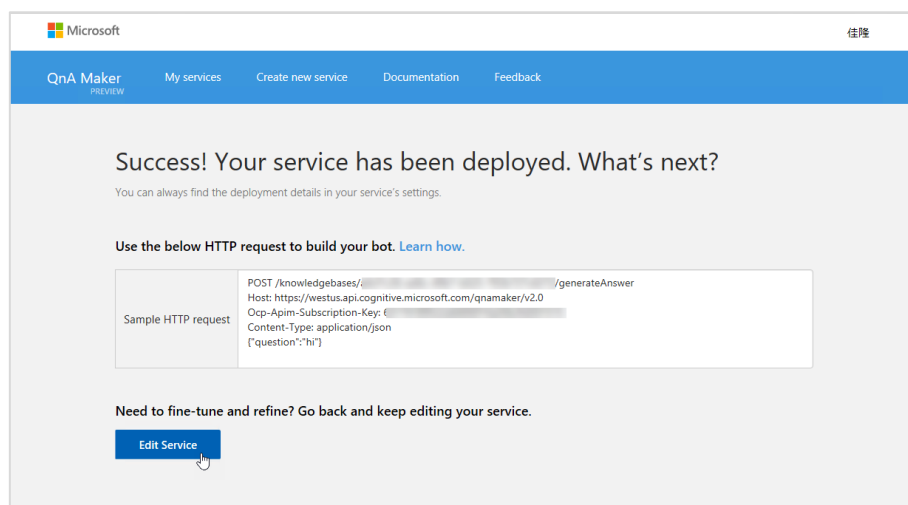 Microsoft
佳隆
QnA Maker
PREVIEW
My services
Create new service
Documentation
Feedback
Success! Your service has been deployed. What's next?
You can always find the deployment details in your service's settings.
Use the below HTTP request to build your bot. Learn how.
Sample HTTP request
POST /knowledgebases/ /generateAnswer
Host: https://westus.api.cognitive.microsoft.com/qnamaker/v2.0
Ocp-Apim-Subscription-Key:
Content-Type: application/json
{"question":"hi"}
Need to fine-tune and refine? Go back and keep editing your service.
Edit Service